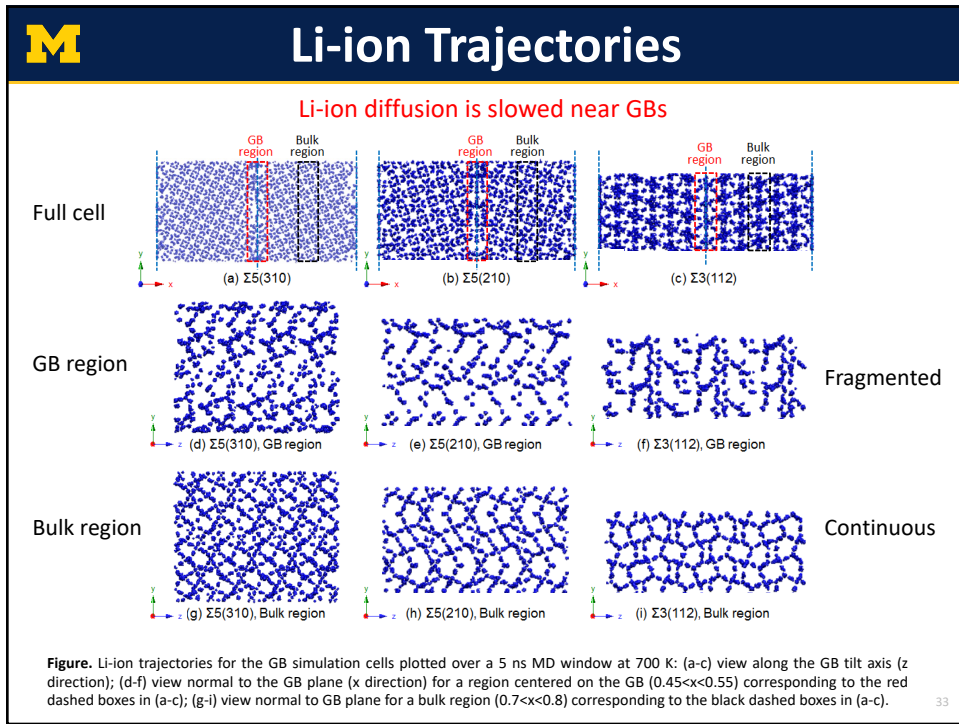 M
Li-ion Trajectories
Li-ion diffusion is slowed near GBs
GB region
Bulk region
GB region
Bulk region
GB region
Bulk region
Full cell
y
x
(a) Σ5(310)
y
x
(b) Σ5(210)
y
x
(c) Σ3(112)
GB region
Fragmented
y
z
(d) Σ5(310), GB region
y
z
(e) Σ5(210), GB region
y
z
(f) Σ3(112), GB region
Bulk region
Continuous
y
z
(g) Σ5(310), Bulk region
y
z
(h) Σ5(210), Bulk region
y
z
(i) Σ3(112), Bulk region
Figure. Li-ion trajectories for the GB simulation cells plotted over a 5 ns MD window at 700 K: (a-c) view along the GB tilt axis (z
direction); (d-f) view normal to the GB plane (x direction) for a region centered on the GB (0.45<x<0.55) corresponding to the red
dashed boxes in (a-c); (g-i) view normal to GB plane for a bulk region (0.7<x<0.8) corresponding to the black dashed boxes in (a-c).
33